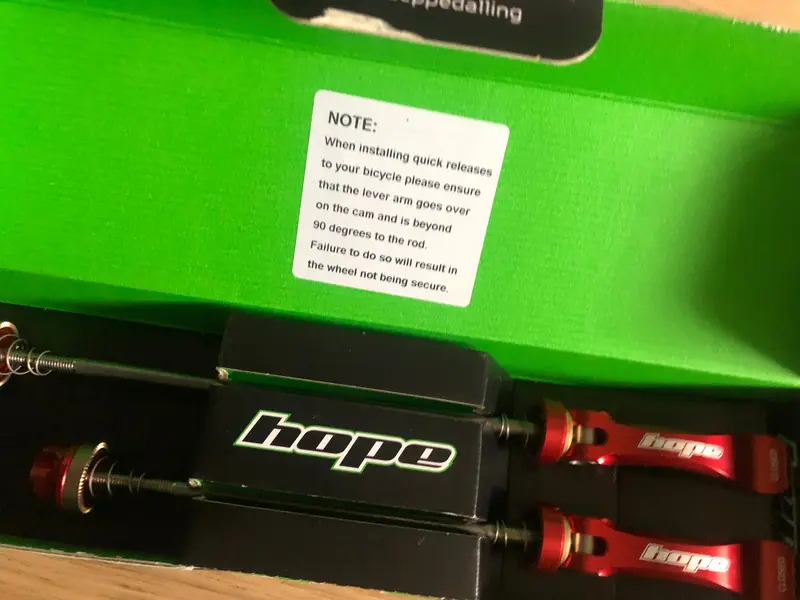 NOTE:
When installing quick releases
to your bicycle please ensure
that the lever arm goes over
on the cam and is beyond
90 degrees to the rod.
Failure to do so will result in
the wheel not being secure.
hope
hope
hope